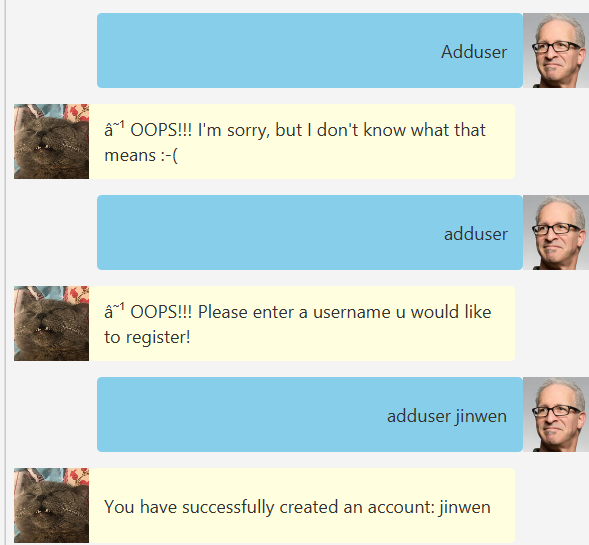 Adduser
â˜¹ OOPS!!! I'm sorry, but I don't know what that
means :-(
adduser
â˜¹ OOPS!!! Please enter a username u would like
to register!
adduser jinwen
You have successfully created an account: jinwen